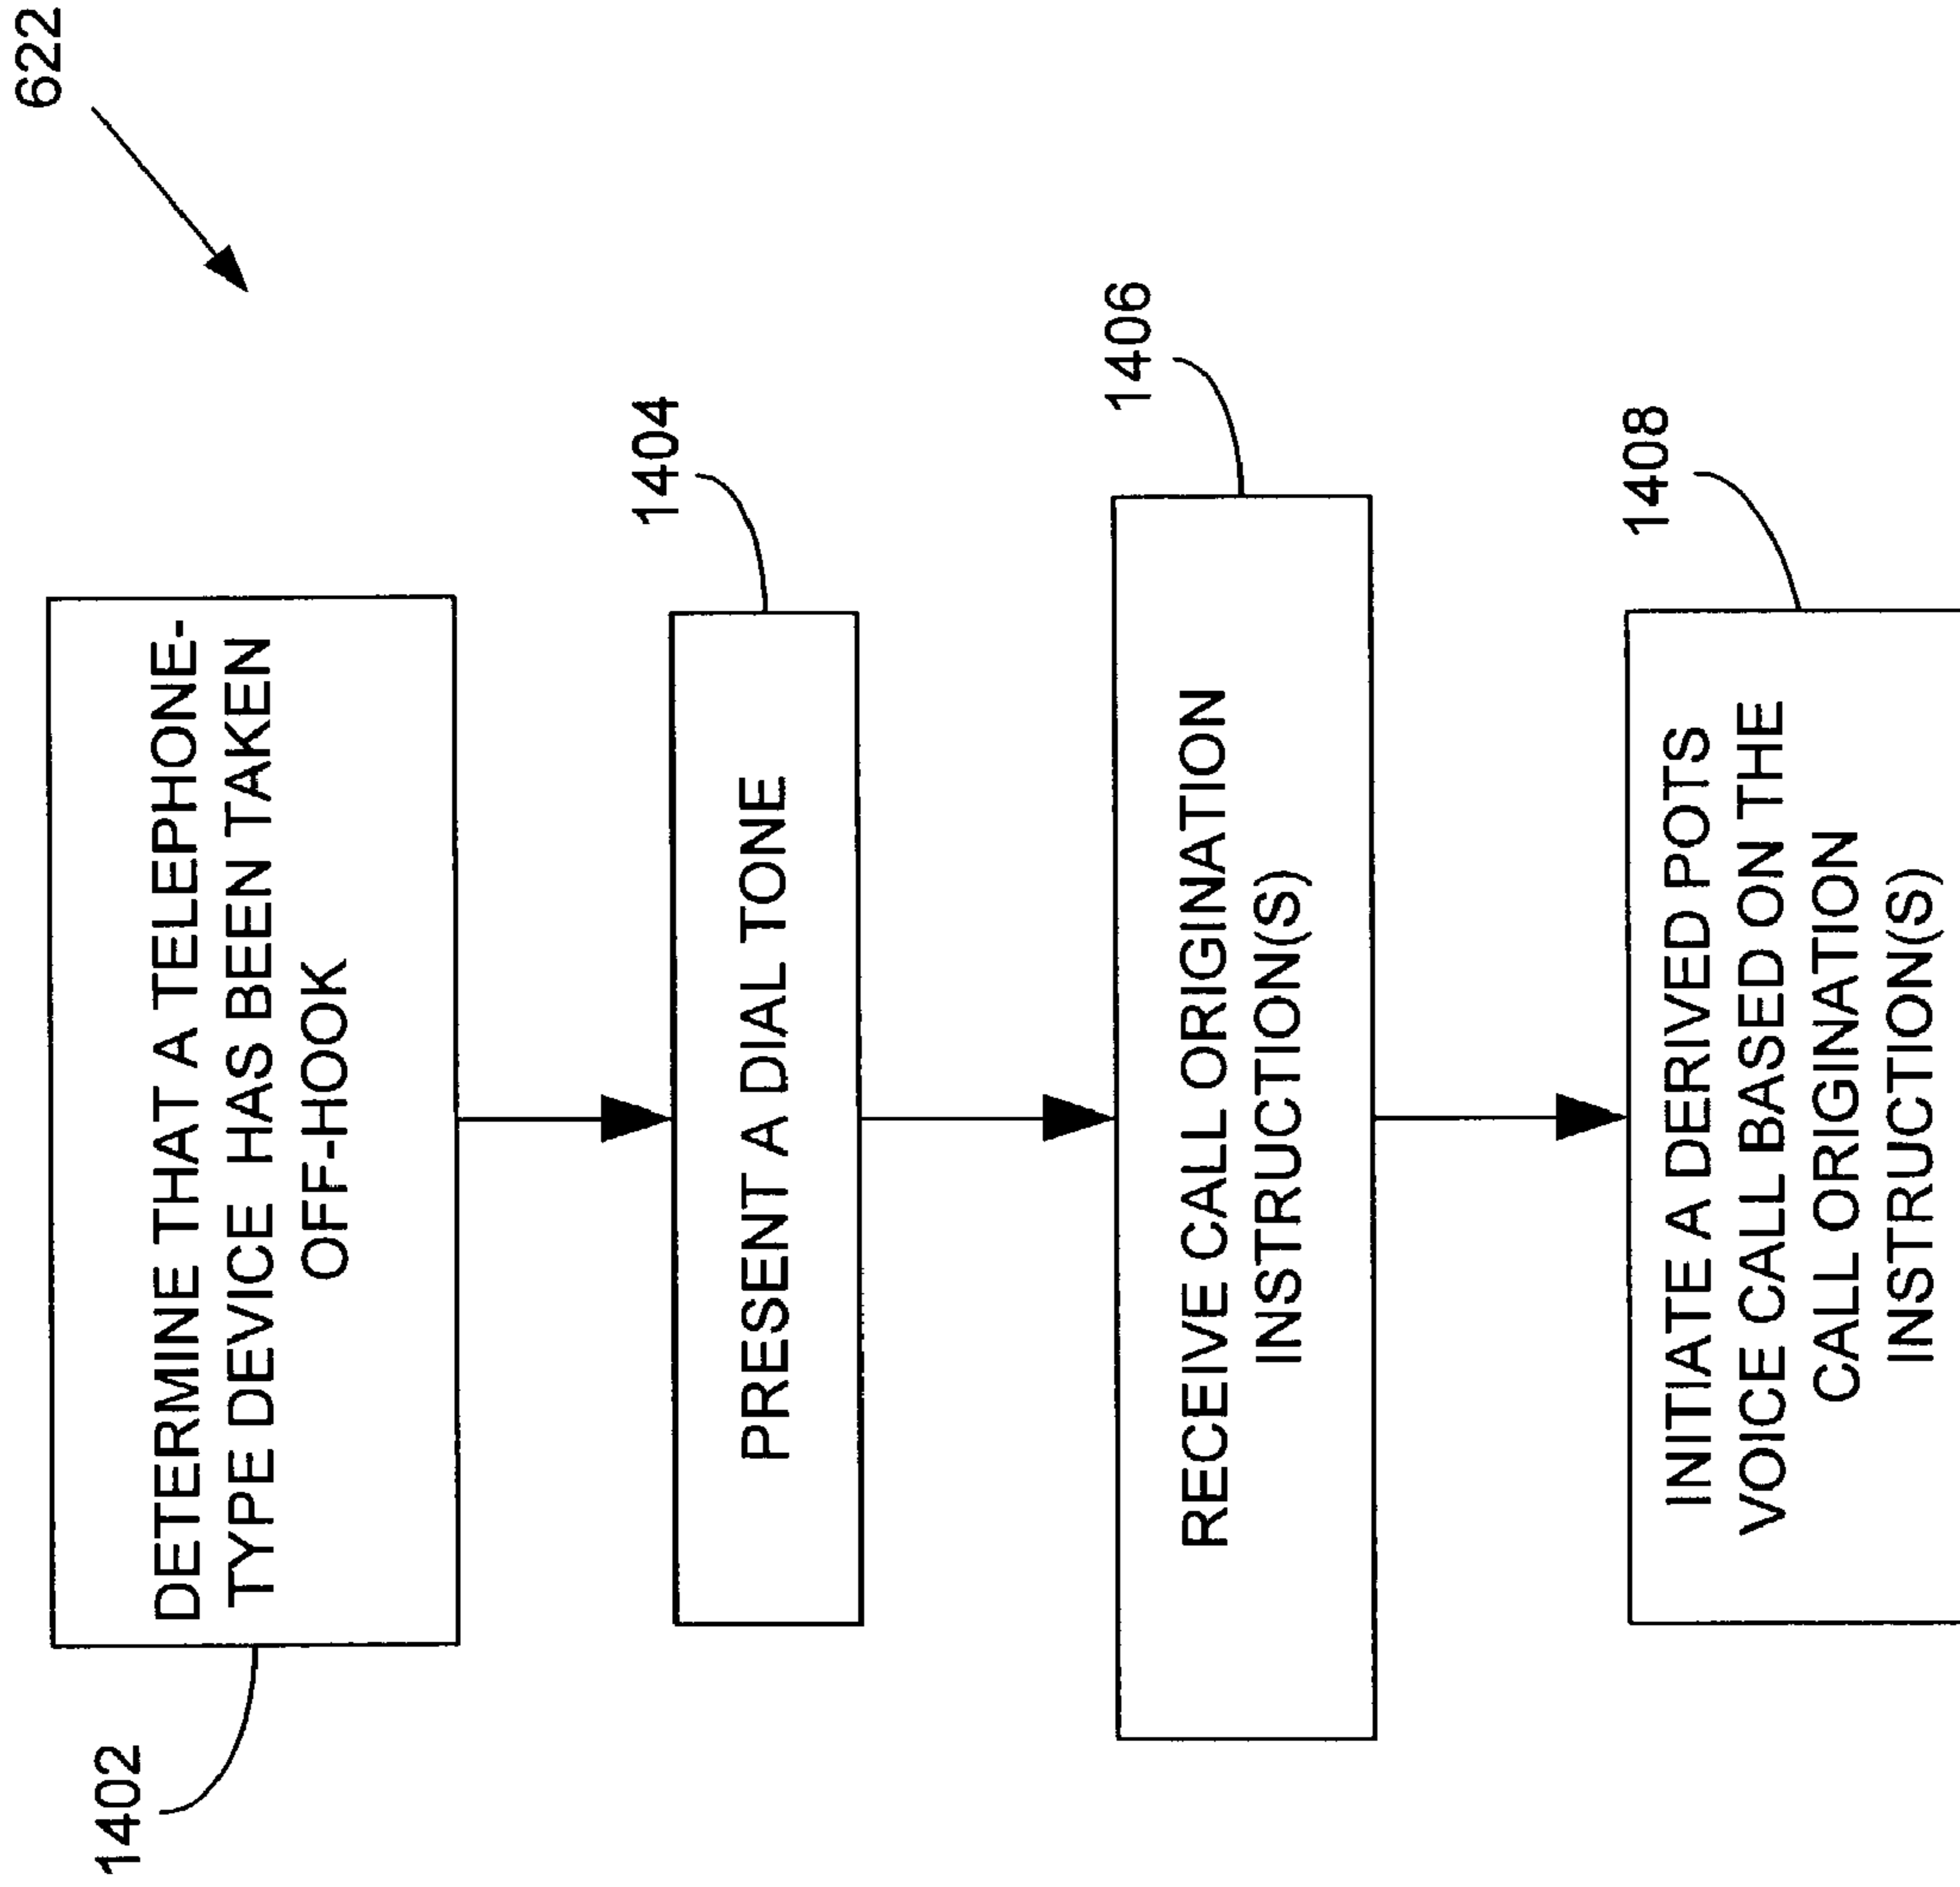 622
1402
DETERMINE THAT A TELEPHONE-
TYPE DEVICE HAS BEEN TAKEN
OFF-HOOK
1404
PRESENT A DIAL TONE
1406
RECEIVE CALL ORIGINATION
INSTRUCTION(S)
1408
INITIATE A DERIVED POTS
VOICE CALL BASED ON THE
CALL ORIGINATION
INSTRUCTION(S)